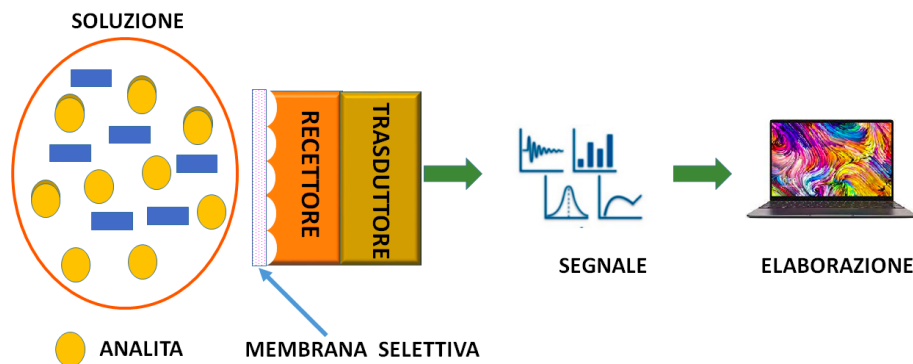 SOLUZIONE
RECETTORE
TRASDUTTORE
SEGNALE
ELABORAZIONE
ANALITA
MEMBRANA SELETTIVA